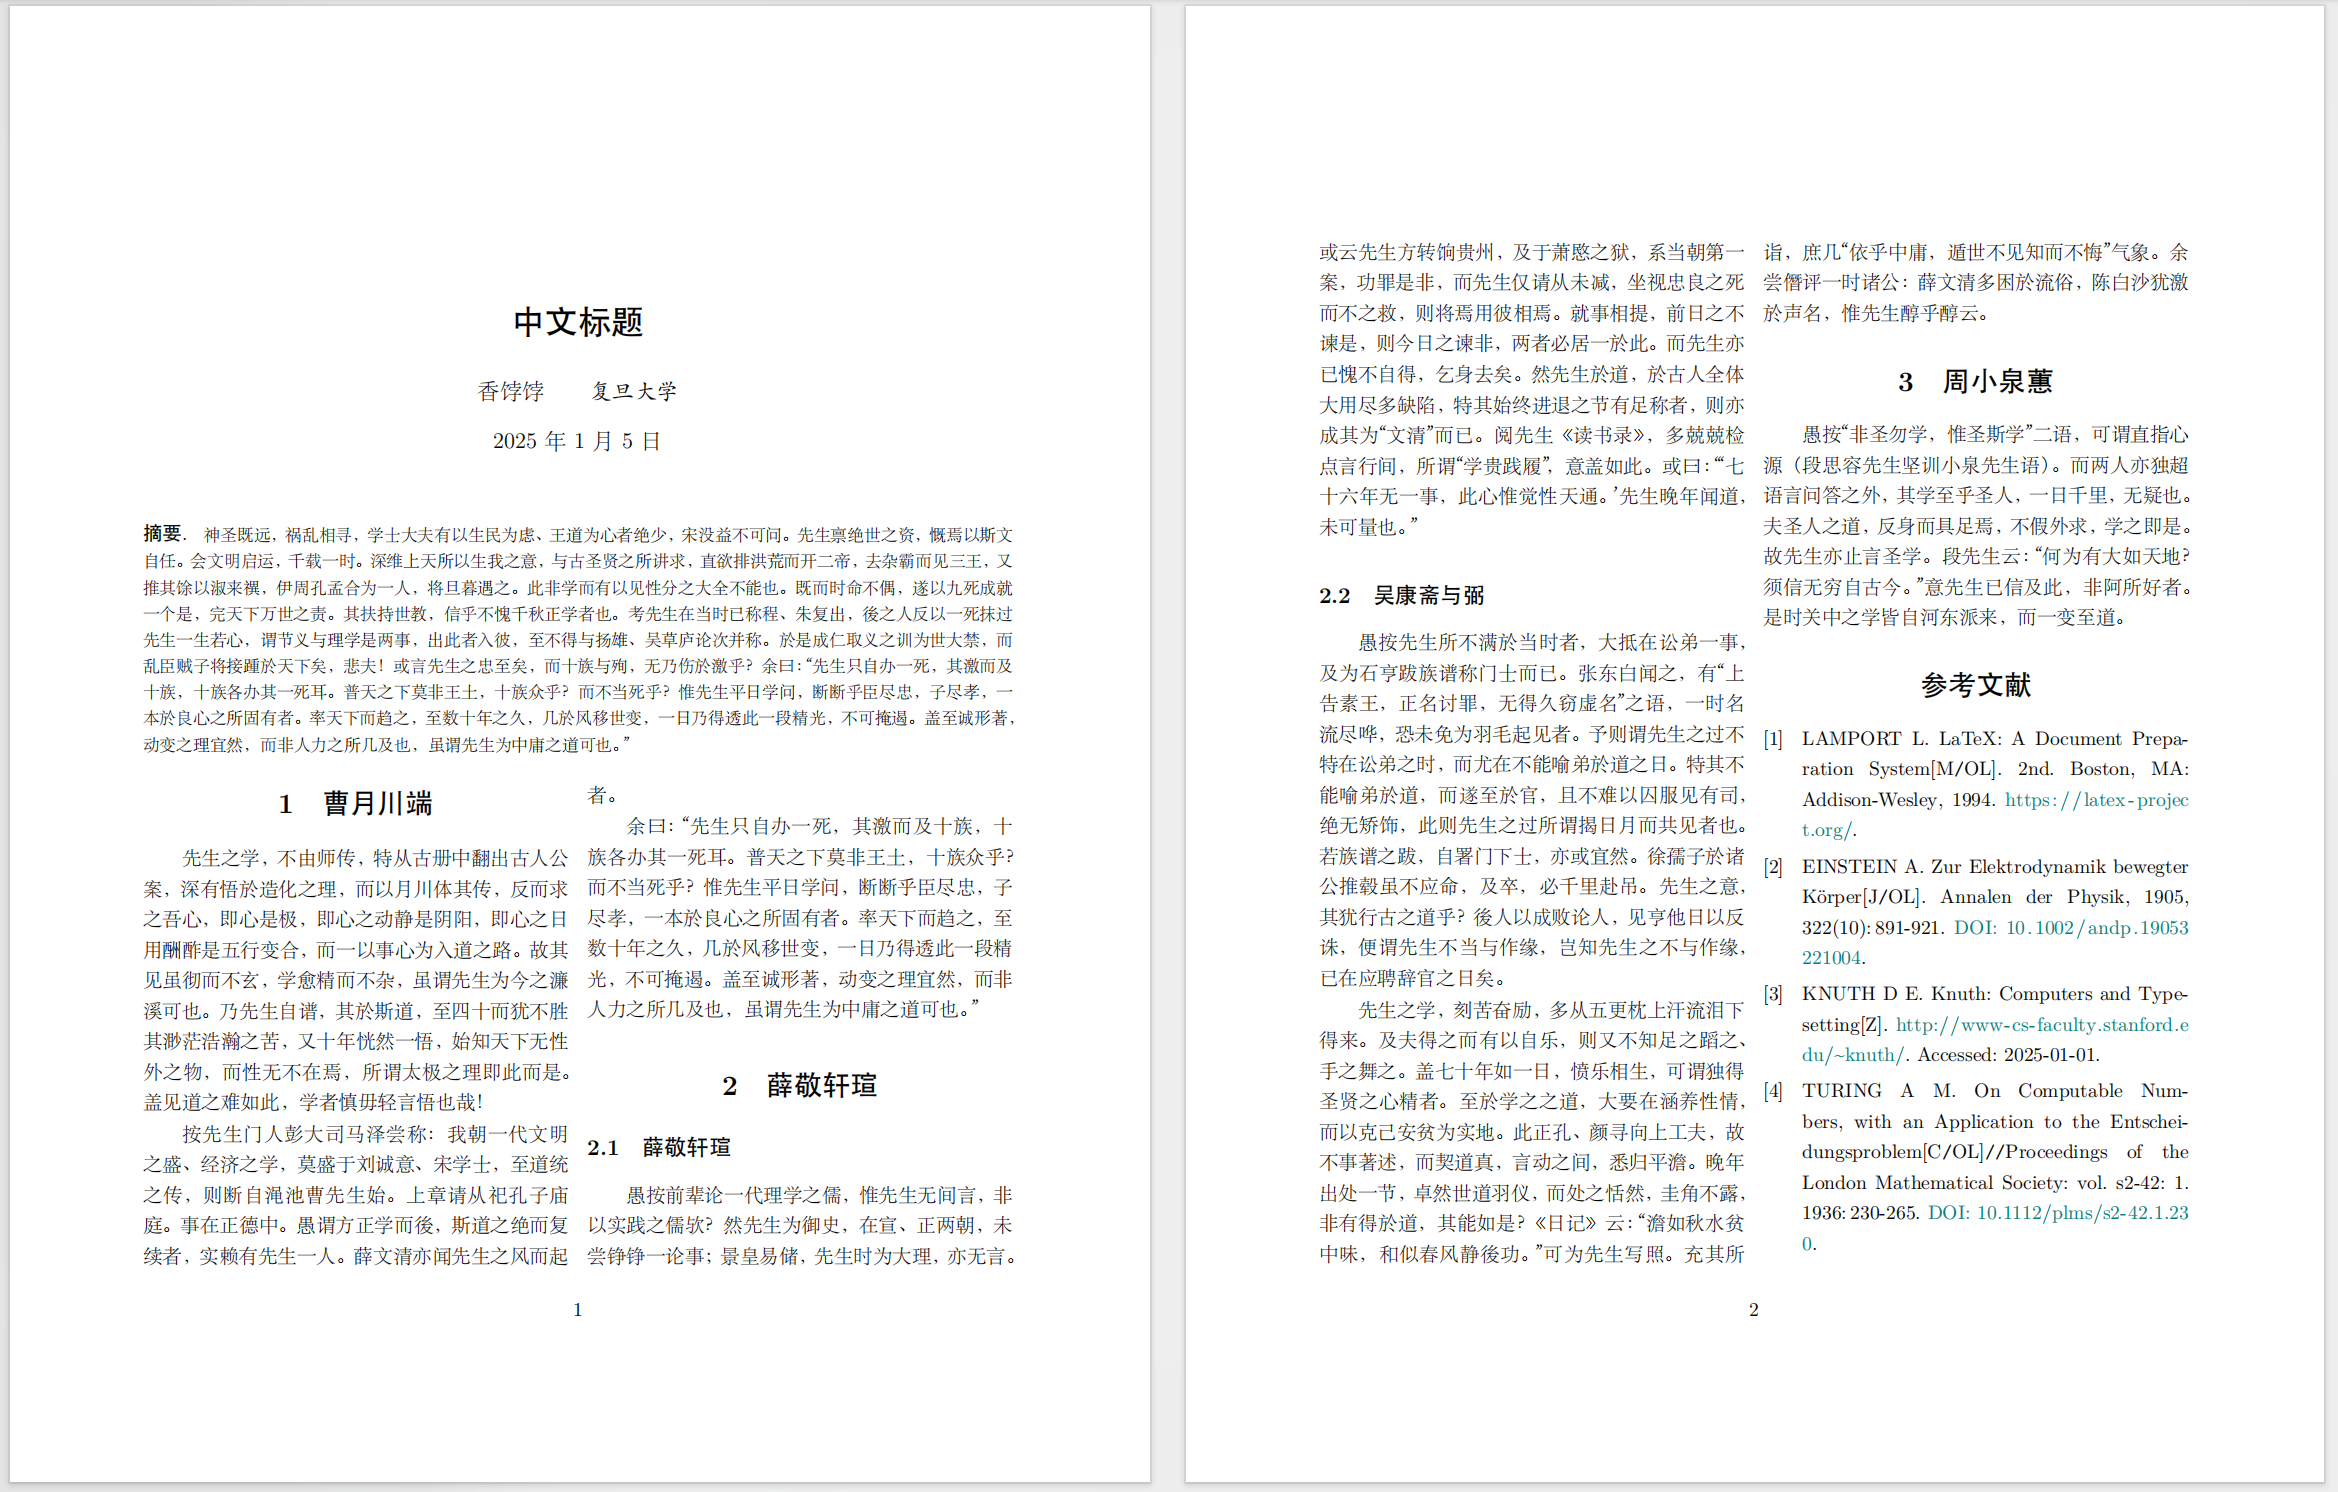 中文标题
香饽饽 复旦大学
2025 年 1 月 5 日
摘要. 神圣既远，祸乱相寻，学士大夫有以生民为虑、王道为心者绝少，宋没益不可问。先生禀绝世之资，慨焉以斯文
自任。会文明启运，千载一时。深维上天所以生我之意，与古圣贤之所讲求，直欲排洪荒而开二帝，去杂霸而见三王，又
推其馀以淑来禩，伊周孔孟合为一人，将旦暮遇之。此非学而有以见性分之大全不能也。既而时命不偶，遂以九死成就
一个是，完天下万世之责。其扶持世教，信乎不愧千秋正学者也。考先生在当时已称程、朱复出，後之人反以一死抹过
先生一生若心，谓节义与理学是两事，出此者入彼，至不得与扬雄、吴草庐论次并称。於是成仁取义之训为世大禁，而
乱臣贼子将接踵於天下矣，悲夫！或言先生之忠至矣，而十族与殉，无乃伤於激乎？余曰：“先生只自办一死，其激而及
十族，十族各办其一死耳。普天之下莫非王土，十族众乎？而不当死乎？惟先生平日学问，断断乎臣尽忠，子尽孝，一
本於良心之所固有者。率天下而趋之，至数十年之久，几於风移世变，一日乃得透此一段精光，不可掩遏。盖至诚形著，
动变之理宜然，而非人力之所几及也，虽谓先生为中庸之道可也。”
1 曹月川端
先生之学，不由师传，特从古册中翻出古人公
案，深有悟於造化之理，而以月川体其传，反而求
之吾心，即心是极，即心之动静是阴阳，即心之日
用酬酢是五行变合，而一以事心为入道之路。故其
见虽彻而不玄，学愈精而不杂，虽谓先生为今之濂
溪可也。乃先生自谱，其於斯道，至四十而犹不胜
其渺茫浩瀚之苦，又十年恍然一悟，始知天下无性
外之物，而性无不在焉，所谓太极之理即此而是。
盖见道之难如此，学者慎毋轻言悟也哉！
按先生门人彭大司马泽尝称：我朝一代文明
之盛、经济之学，莫盛于刘诚意、宋学士，至道统
之传，则断自渑池曹先生始。上章请从祀孔子庙
庭。事在正德中。愚谓方正学而後，斯道之绝而复
续者，实赖有先生一人。薛文清亦闻先生之风而起
者。
余曰：“先生只自办一死，其激而及十族，十
族各办其一死耳。普天之下莫非王土，十族众乎？
而不当死乎？惟先生平日学问，断断乎臣尽忠，子
尽孝，一本於良心之所固有者。率天下而趋之，至
数十年之久，几於风移世变，一日乃得透此一段精
光，不可掩遏。盖至诚形著，动变之理宜然，而非
人力之所几及也，虽谓先生为中庸之道可也。”
2 薛敬轩瑄
2.1 薛敬轩瑄
愚按前辈论一代理学之儒，惟先生无间言，非
以实践之儒欤？然先生为御史，在宣、正两朝，未
尝铮铮一论事；景皇易储，先生时为大理，亦无言。
1
或云先生方转饷贵州，及于萧愍之狱，系当朝第一
案，功罪是非，而先生仅请从未减，坐视忠良之死
而不之救，则将焉用彼相焉。就事相提，前日之不
谏是，则今日之谏非，两者必居一於此。而先生亦
已愧不自得，乞身去矣。然先生於道，於古人全体
大用尽多缺陷，特其始终进退之节有足称者，则亦
成其为“文清”而已。阅先生《读书录》，多兢兢检
点言行间，所谓“学贵践履”，意盖如此。或曰：“‘七
十六年无一事，此心惟觉性天通。’先生晚年闻道，
未可量也。”
2.2 吴康斋与弼
愚按先生所不满於当时者，大抵在讼弟一事，
及为石亨跋族谱称门士而已。张东白闻之，有“上
告素王，正名讨罪，无得久窃虚名”之语，一时名
流尽哗，恐未免为羽毛起见者。予则谓先生之过不
特在讼弟之时，而尤在不能喻弟於道之日。特其不
能喻弟於道，而遂至於官，且不难以囚服见有司，
绝无矫饰，此则先生之过所谓揭日月而共见者也。
若族谱之跋，自署门下士，亦或宜然。徐孺子於诸
公推毂虽不应命，及卒，必千里赴吊。先生之意，
其犹行古之道乎？後人以成败论人，见亨他日以反
诛，便谓先生不当与作缘，岂知先生之不与作缘，
已在应聘辞官之日矣。
先生之学，刻苦奋励，多从五更枕上汗流泪下
得来。及夫得之而有以自乐，则又不知足之蹈之、
手之舞之。盖七十年如一日，愤乐相生，可谓独得
圣贤之心精者。至於学之之道，大要在涵养性情，
而以克己安贫为实地。此正孔、颜寻向上工夫，故
不事著述，而契道真，言动之间，悉归平澹。晚年
出处一节，卓然世道羽仪，而处之恬然，圭角不露，
非有得於道，其能如是？《日记》云：“澹如秋水贫
中味，和似春风静後功。”可为先生写照。充其所
诣，庶几“依乎中庸，遁世不见知而不悔”气象。余
尝僭评一时诸公：薛文清多困於流俗，陈白沙犹激
於声名，惟先生醇乎醇云。
3 周小泉蕙
愚按“非圣勿学，惟圣斯学”二语，可谓直指心
源（段思容先生坚训小泉先生语）。而两人亦独超
语言问答之外，其学至乎圣人，一日千里，无疑也。
夫圣人之道，反身而具足焉，不假外求，学之即是。
故先生亦止言圣学。段先生云：“何为有大如天地？
须信无穷自古今。”意先生已信及此，非阿所好者。
是时关中之学皆自河东派来，而一变至道。
参考文献
[1] LAMPORT L. LaTeX: A Document Prepa-
ration System[M/OL]. 2nd. Boston, MA:
Addison-Wesley, 1994. https://latex-projec
t.org/.
[2] EINSTEIN A. Zur Elektrodynamik bewegter
Körper[J/OL]. Annalen der Physik, 1905,
322(10): 891-921. DOI: 10.1002/andp.19053
221004.
[3] KNUTH D E. Knuth: Computers and Type-
setting[Z]. http://www-cs-faculty.stanford.e
du/~knuth/. Accessed: 2025-01-01.
[4] TURING A M. On Computable Num-
bers, with an Application to the Entschei-
dungsproblem[C/OL]//Proceedings of the
London Mathematical Society: vol. s2-42: 1.
1936: 230-265. DOI: 10.1112/plms/s2-42.1.23
0.
2